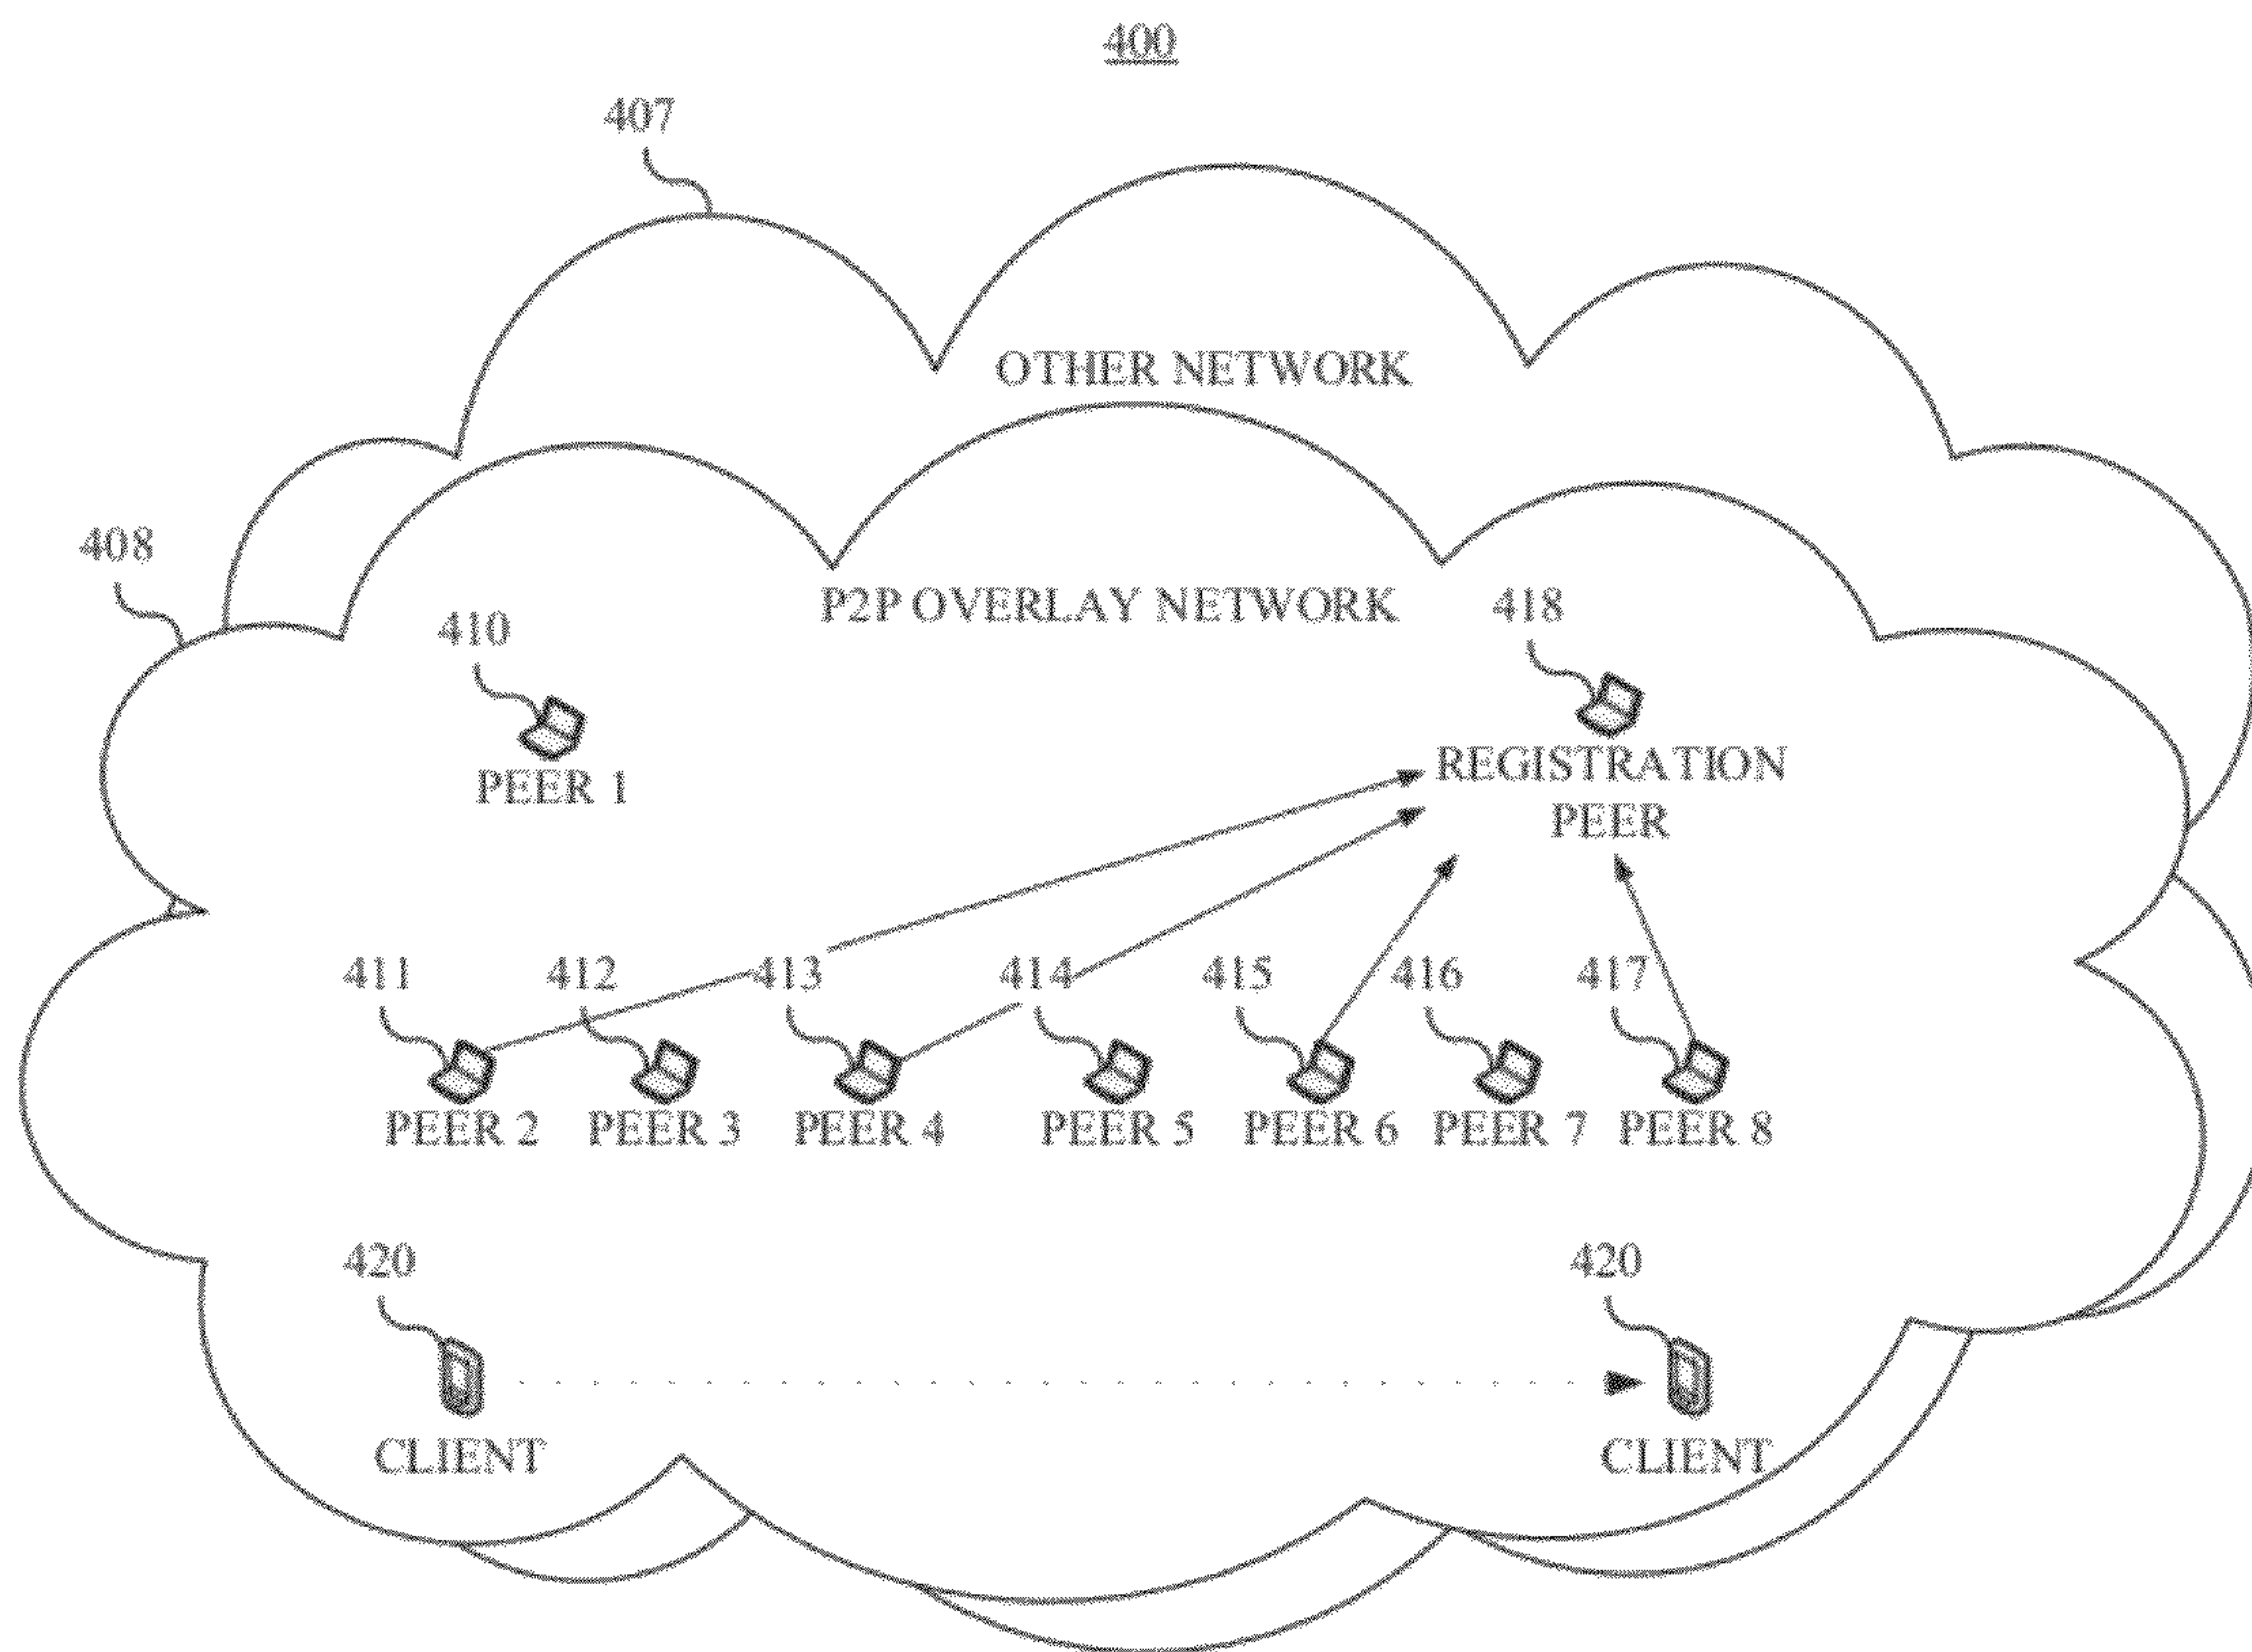 400
407
OTHER NETWORK
408
P2P OVERLAY NETWORK
418
410
REGISTRATION
PEER
PEER 1
411 412 413 414 415 416 417
PEER 2 PEER 3 PEER 4 PEER 5 PEER 6 PEER 7 PEER 8
420 420
CLIENT CLIENT